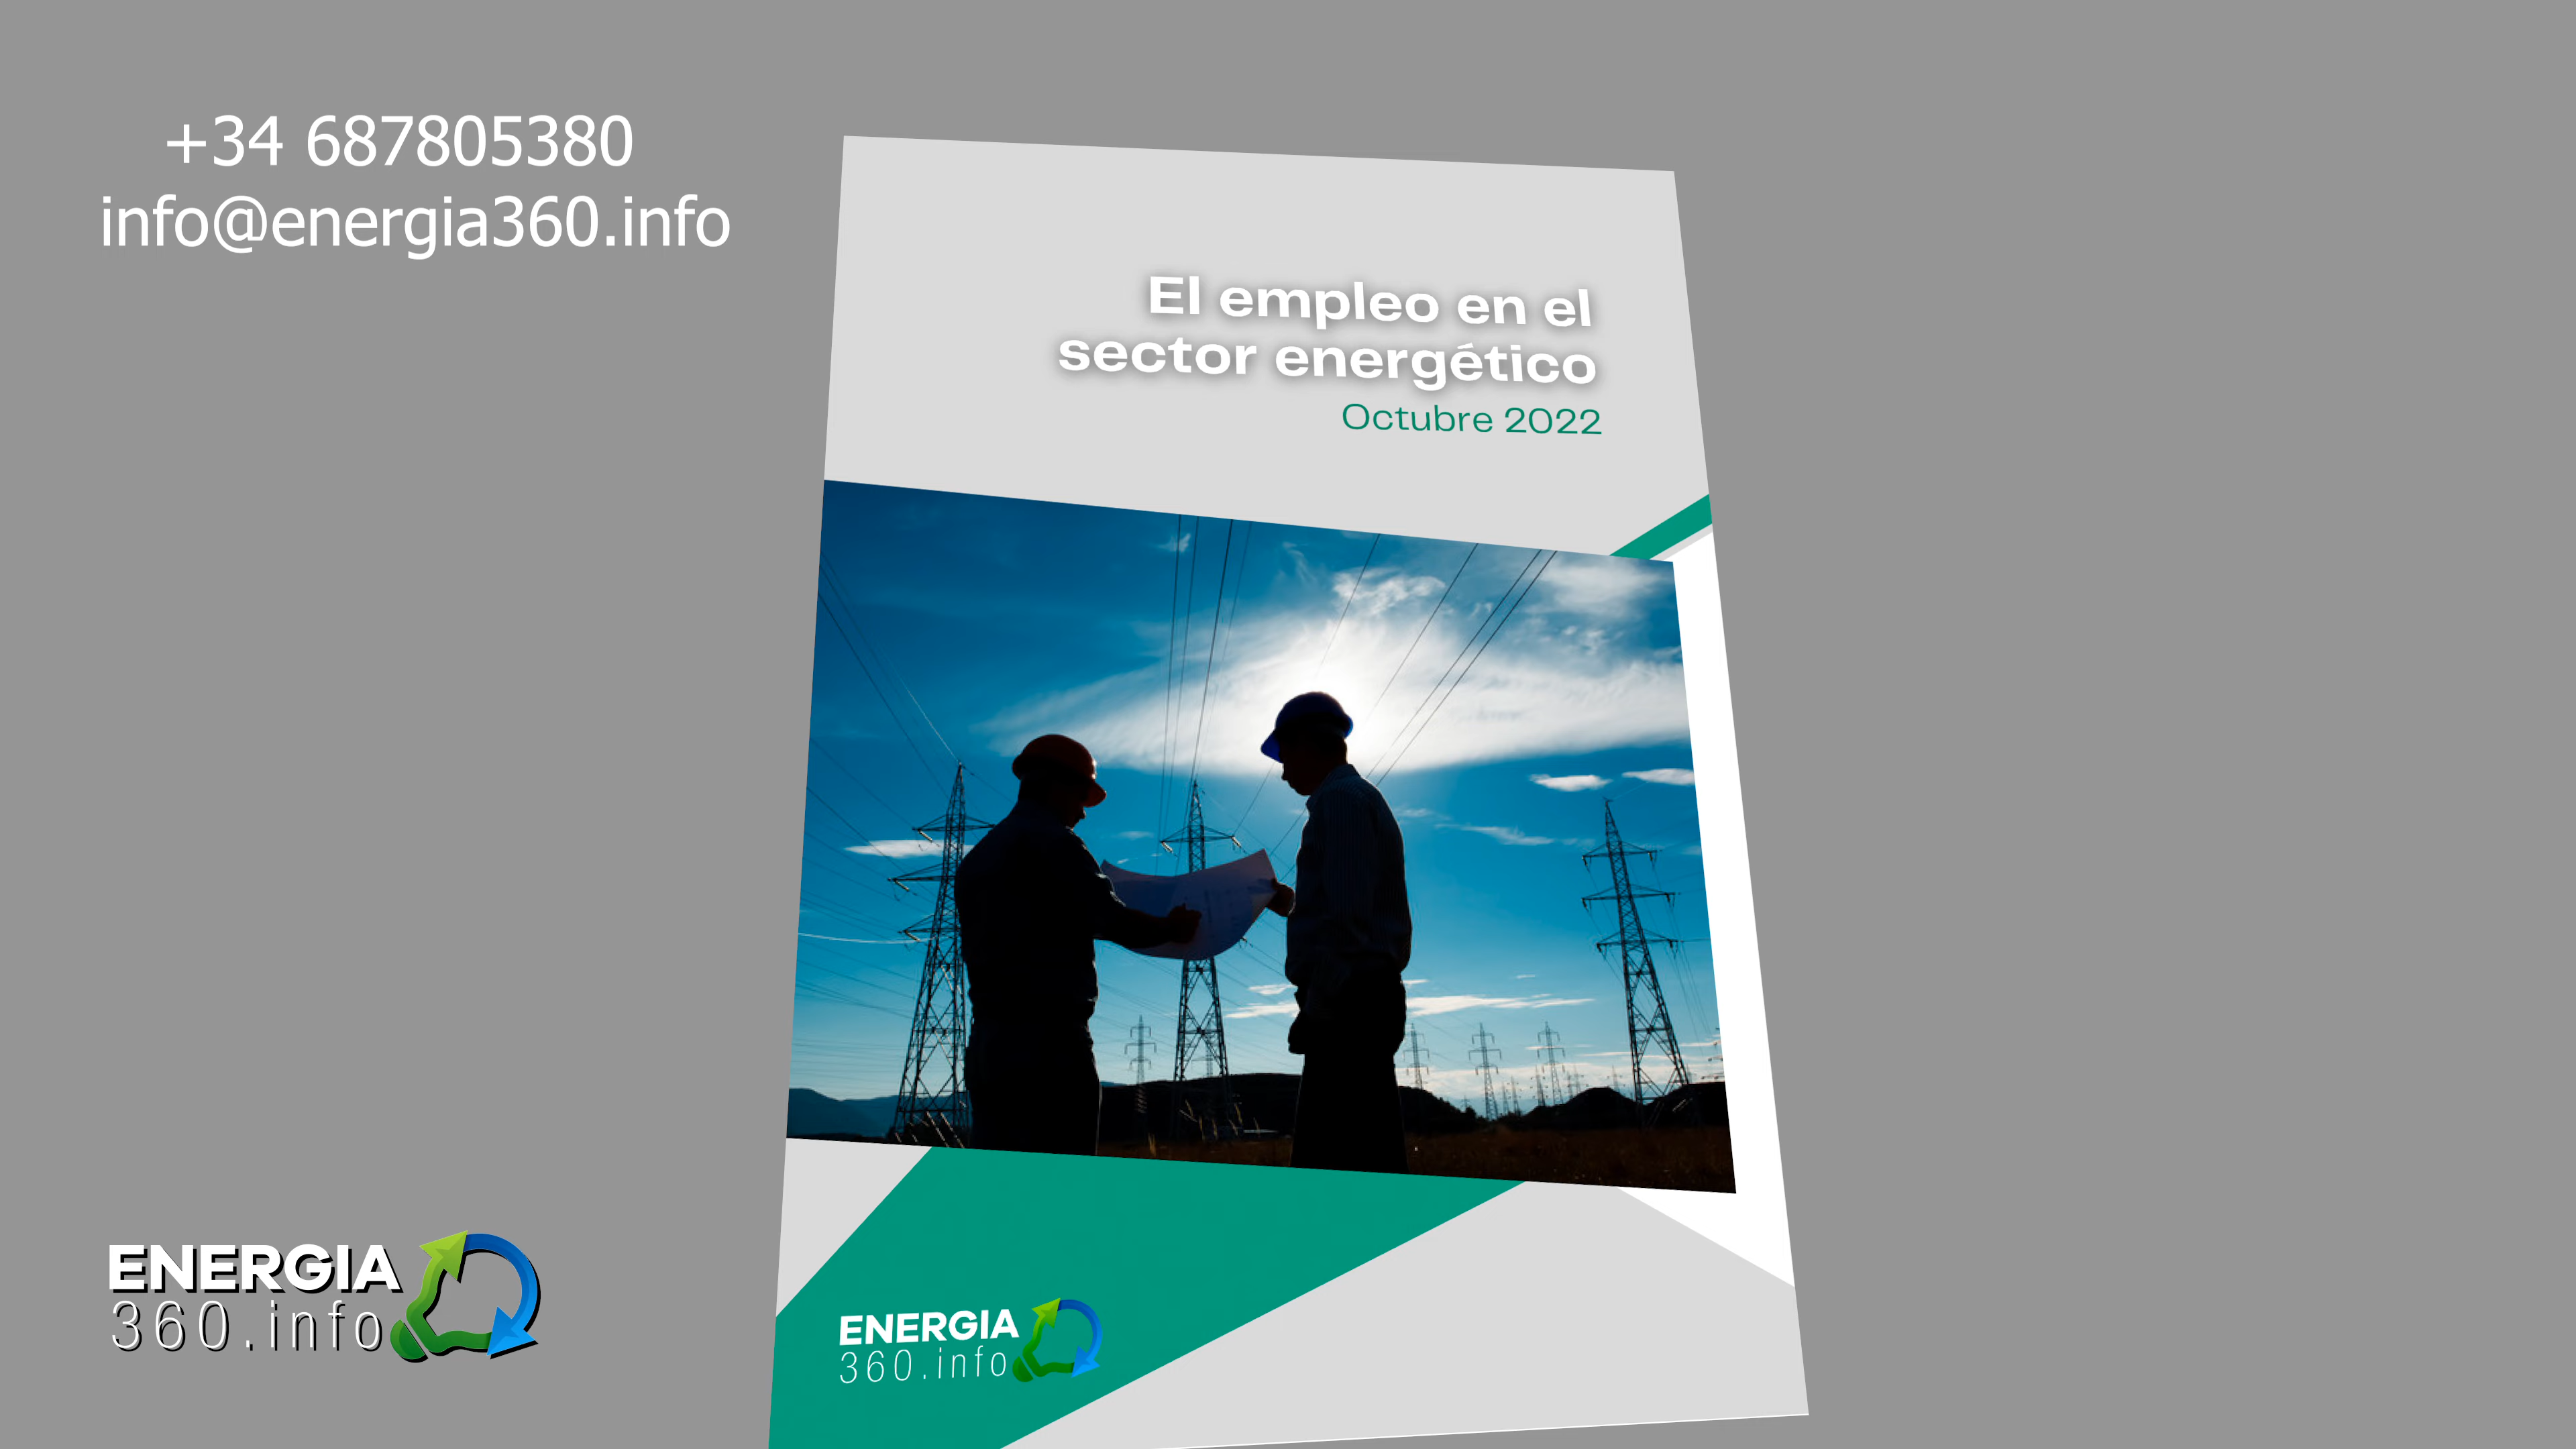 +34 687805380
info@energia360.info
El empleo en el
sector energético
Octubre 2022
ENERGIA
360.info
ENERGIA
360.info